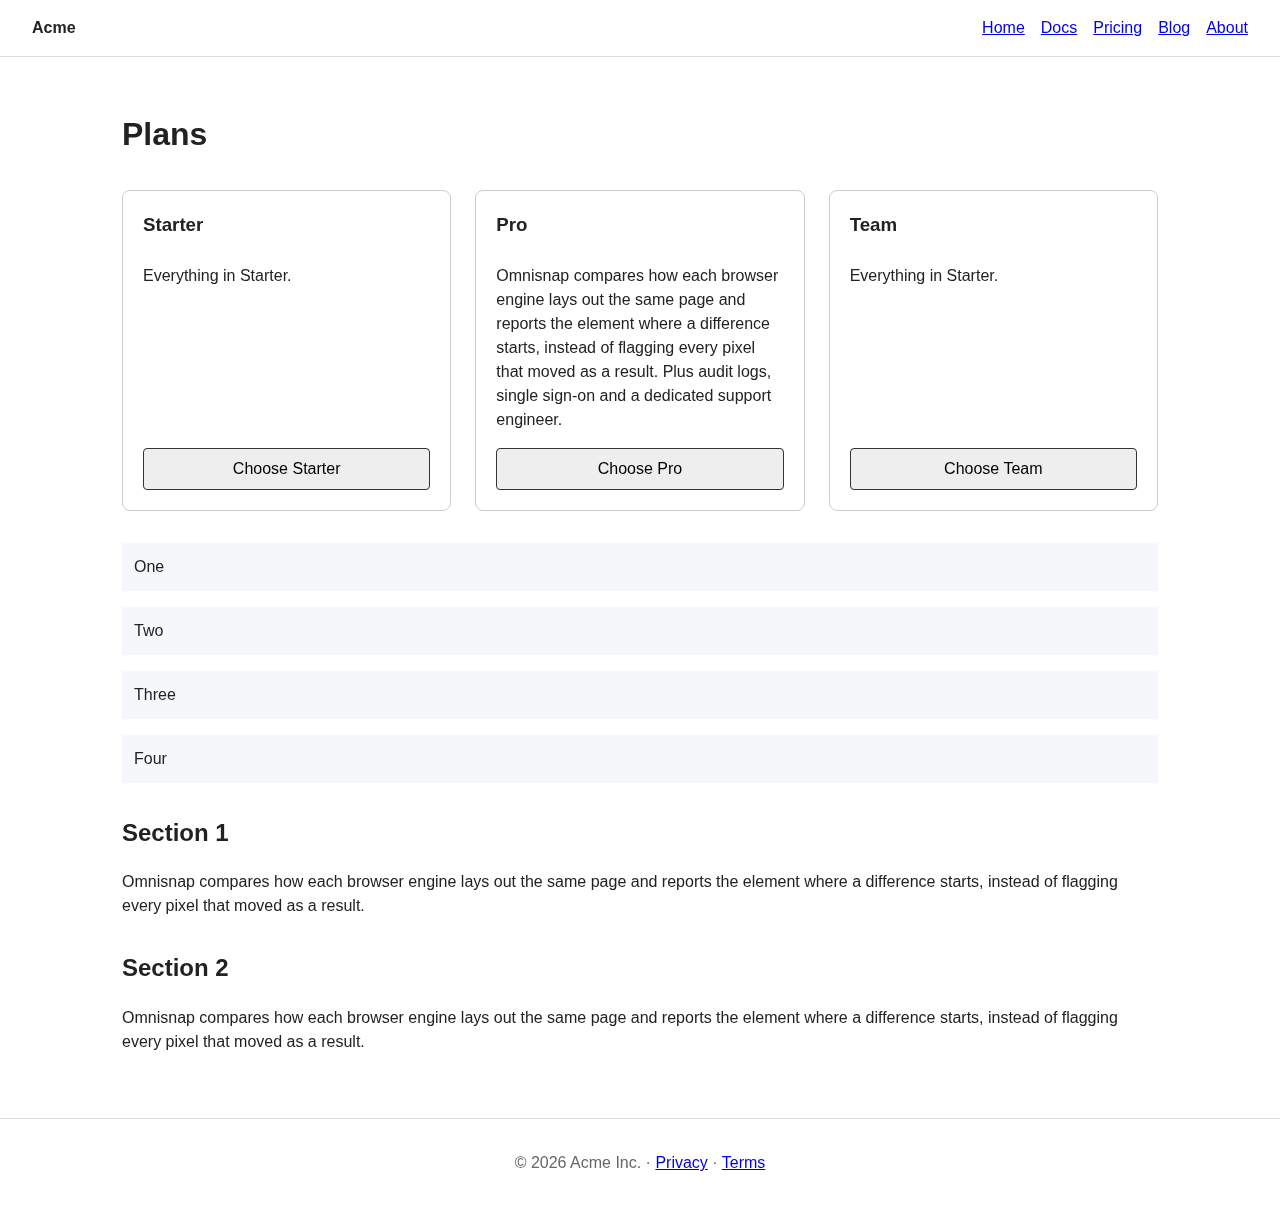 Acme
Home Docs Pricing Blog About
Plans
Starter
Everything in Starter.
Choose Starter
Pro
Omnisnap compares how each browser
engine lays out the same page and
reports the element where a difference
starts, instead of flagging every pixel
that moved as a result. Plus audit logs,
single sign-on and a dedicated support
engineer.
Choose Pro
Team
Everything in Starter.
Choose Team
One
Two
Three
Four
Section 1
Omnisnap compares how each browser engine lays out the same page and reports the element where a difference starts, instead of flagging
every pixel that moved as a result.
Section 2
Omnisnap compares how each browser engine lays out the same page and reports the element where a difference starts, instead of flagging
every pixel that moved as a result.
© 2026 Acme Inc. · Privacy · Terms